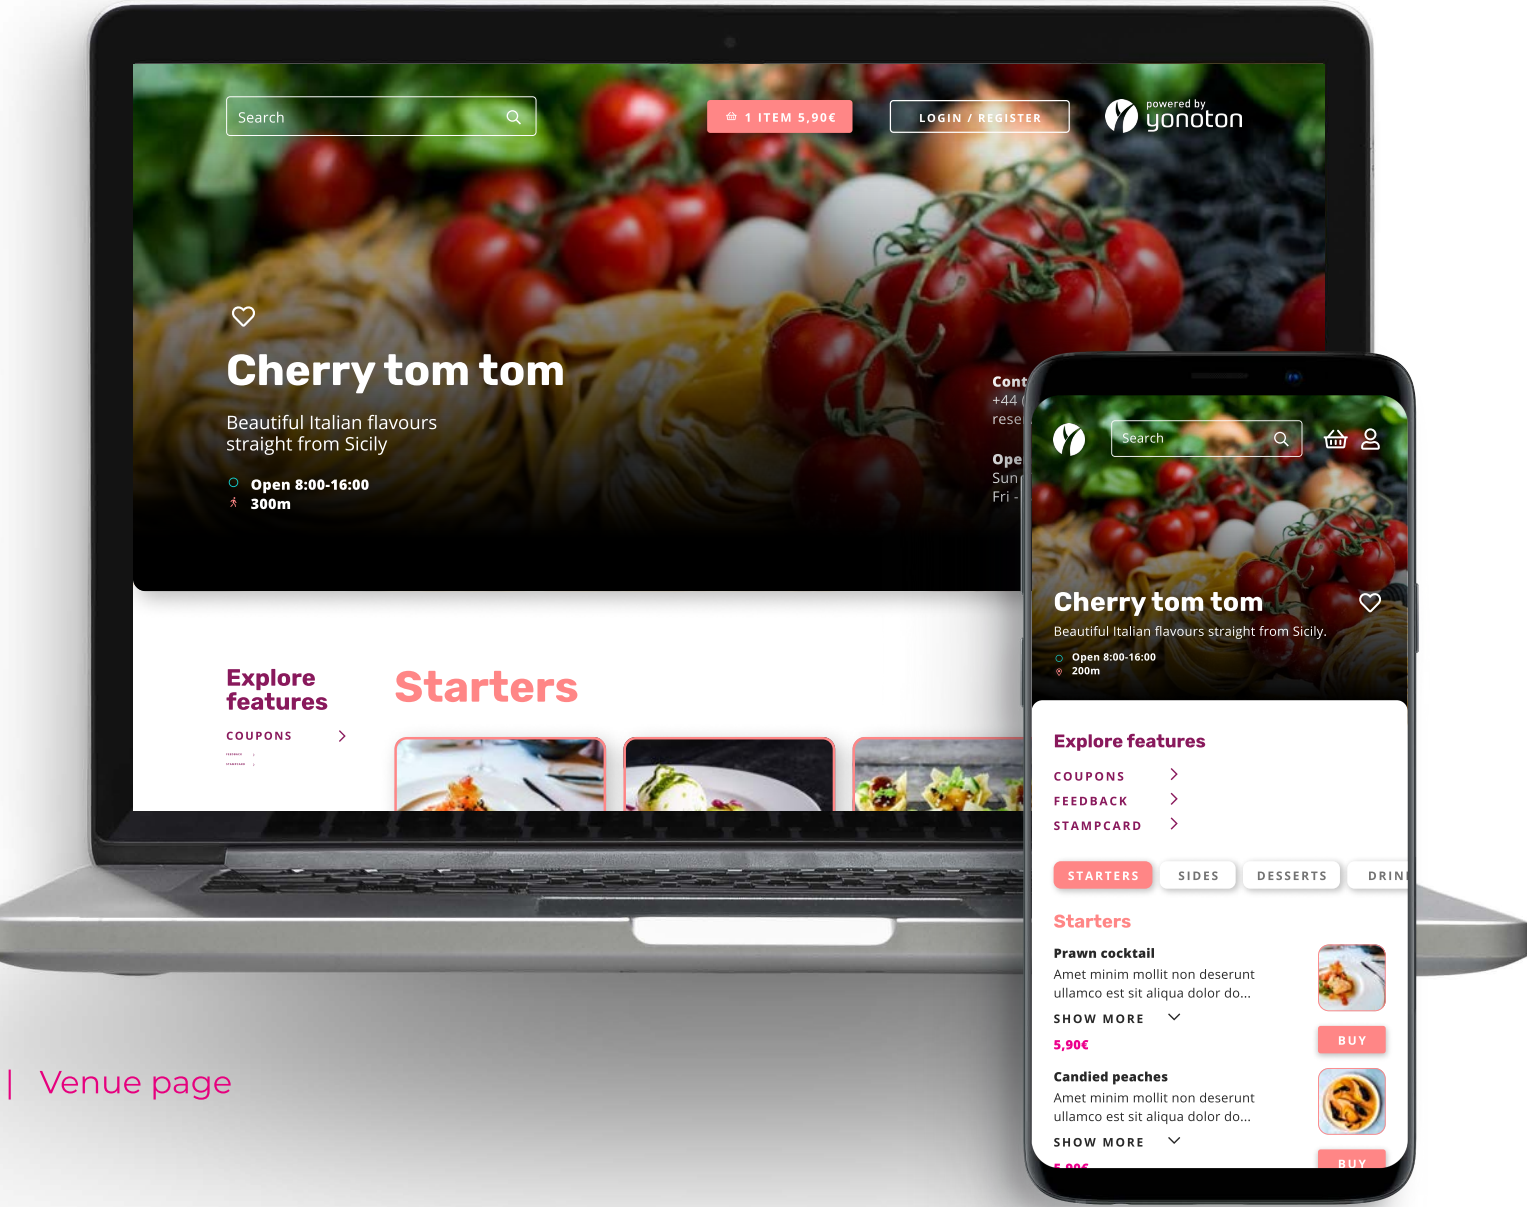 Search
1 ITEM 5,90€
LOGIN / REGISTER
powered by
yonoton
Cherry tom tom
Beautiful Italian flavours
straight from Sicily
Open 8:00-16:00
300m
Cont
+44 (
rese
Ope
Sun
Fri -
Explore
features
COUPONS
Starters
Search
Cherry tom tom
Beautiful Italian flavours straight from Sicily.
Open 8:00-16:00
200m
Explore features
COUPONS
FEEDBACK
STAMPCARD
STARTERS
SIDES
DESSERTS
DRIN
Starters
Prawn cocktail
Amet minim mollit non deserunt
ullamco est sit aliqua dolor do...
SHOW MORE
5,90€
BUY
Candied peaches
Amet minim mollit non deserunt
ullamco est sit aliqua dolor do...
SHOW MORE
5,90€
BUY
| Venue page